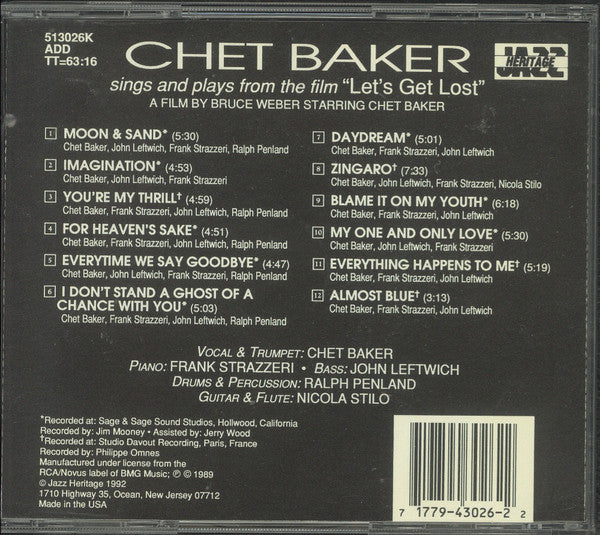 513026K
ADD
TT=63:16
CHET BAKER
JAZZ
HERITAGE
sings and plays from the film “Let's Get Lost”
A FILM BY BRUCE WEBER STARRING CHET BAKER
1 MOON & SAND* (5:30)
Chet Baker, John Leftwich, Frank Strazzeri, Ralph Penland
2 IMAGINATION* (4:53)
Chet Baker, John Leftwich, Frank Strazzeri
3 YOU'RE MY THRILL† (4:59)
Chet Baker, Frank Strazzeri, John Leftwich, Ralph Penland
4 FOR HEAVEN'S SAKE* (4:51)
Chet Baker, Frank Strazzeri, John Leftwich
5 EVERYTIME WE SAY GOODBYE* (4:47)
Chet Baker, John Leftwich, Frank Strazzeri, Ralph Penland
6 I DON'T STAND A GHOST OF A
CHANCE WITH YOU* (5:03)
Chet Baker, Frank Strazzeri, John Leftwich, Ralph Penland
7 DAYDREAM* (5:01)
Chet Baker, Frank Strazzeri, John Leftwich
8 ZINGARO† (7:33)
Chet Baker, Frank Strazzeri, Nicola Stilo
9 BLAME IT ON MY YOUTH* (6:18)
Chet Baker, Frank Strazzeri, John Leftwich
10 MY ONE AND ONLY LOVE* (5:30)
Chet Baker, John Leftwich, Frank Strazzeri
11 EVERYTHING HAPPENS TO ME† (5:19)
Chet Baker, Frank Strazzeri, John Leftwich
12 ALMOST BLUE† (3:13)
Chet Baker, Frank Strazzeri, John Leftwich
VOCAL & TRUMPET: CHET BAKER
PIANO: FRANK STRAZZERI • BASS: JOHN LEFTWICH
DRUMS & PERCUSSION: RALPH PENLAND
GUITAR & FLUTE: NICOLA STILO
*Recorded at: Sage & Sage Sound Studios, Hollwood, California
Recorded by: Jim Mooney • Assisted by: Jerry Wood
†Recorded at: Studio Davout Recording, Paris, France
Recorded by: Philippe Omnes
Manufactured under license from the
RCA/Novus label of BMG Music; ℗ © 1989
© Jazz Heritage 1992
1710 Highway 35, Ocean, New Jersey 07712
Made in the USA
7 1779-43026-2 2